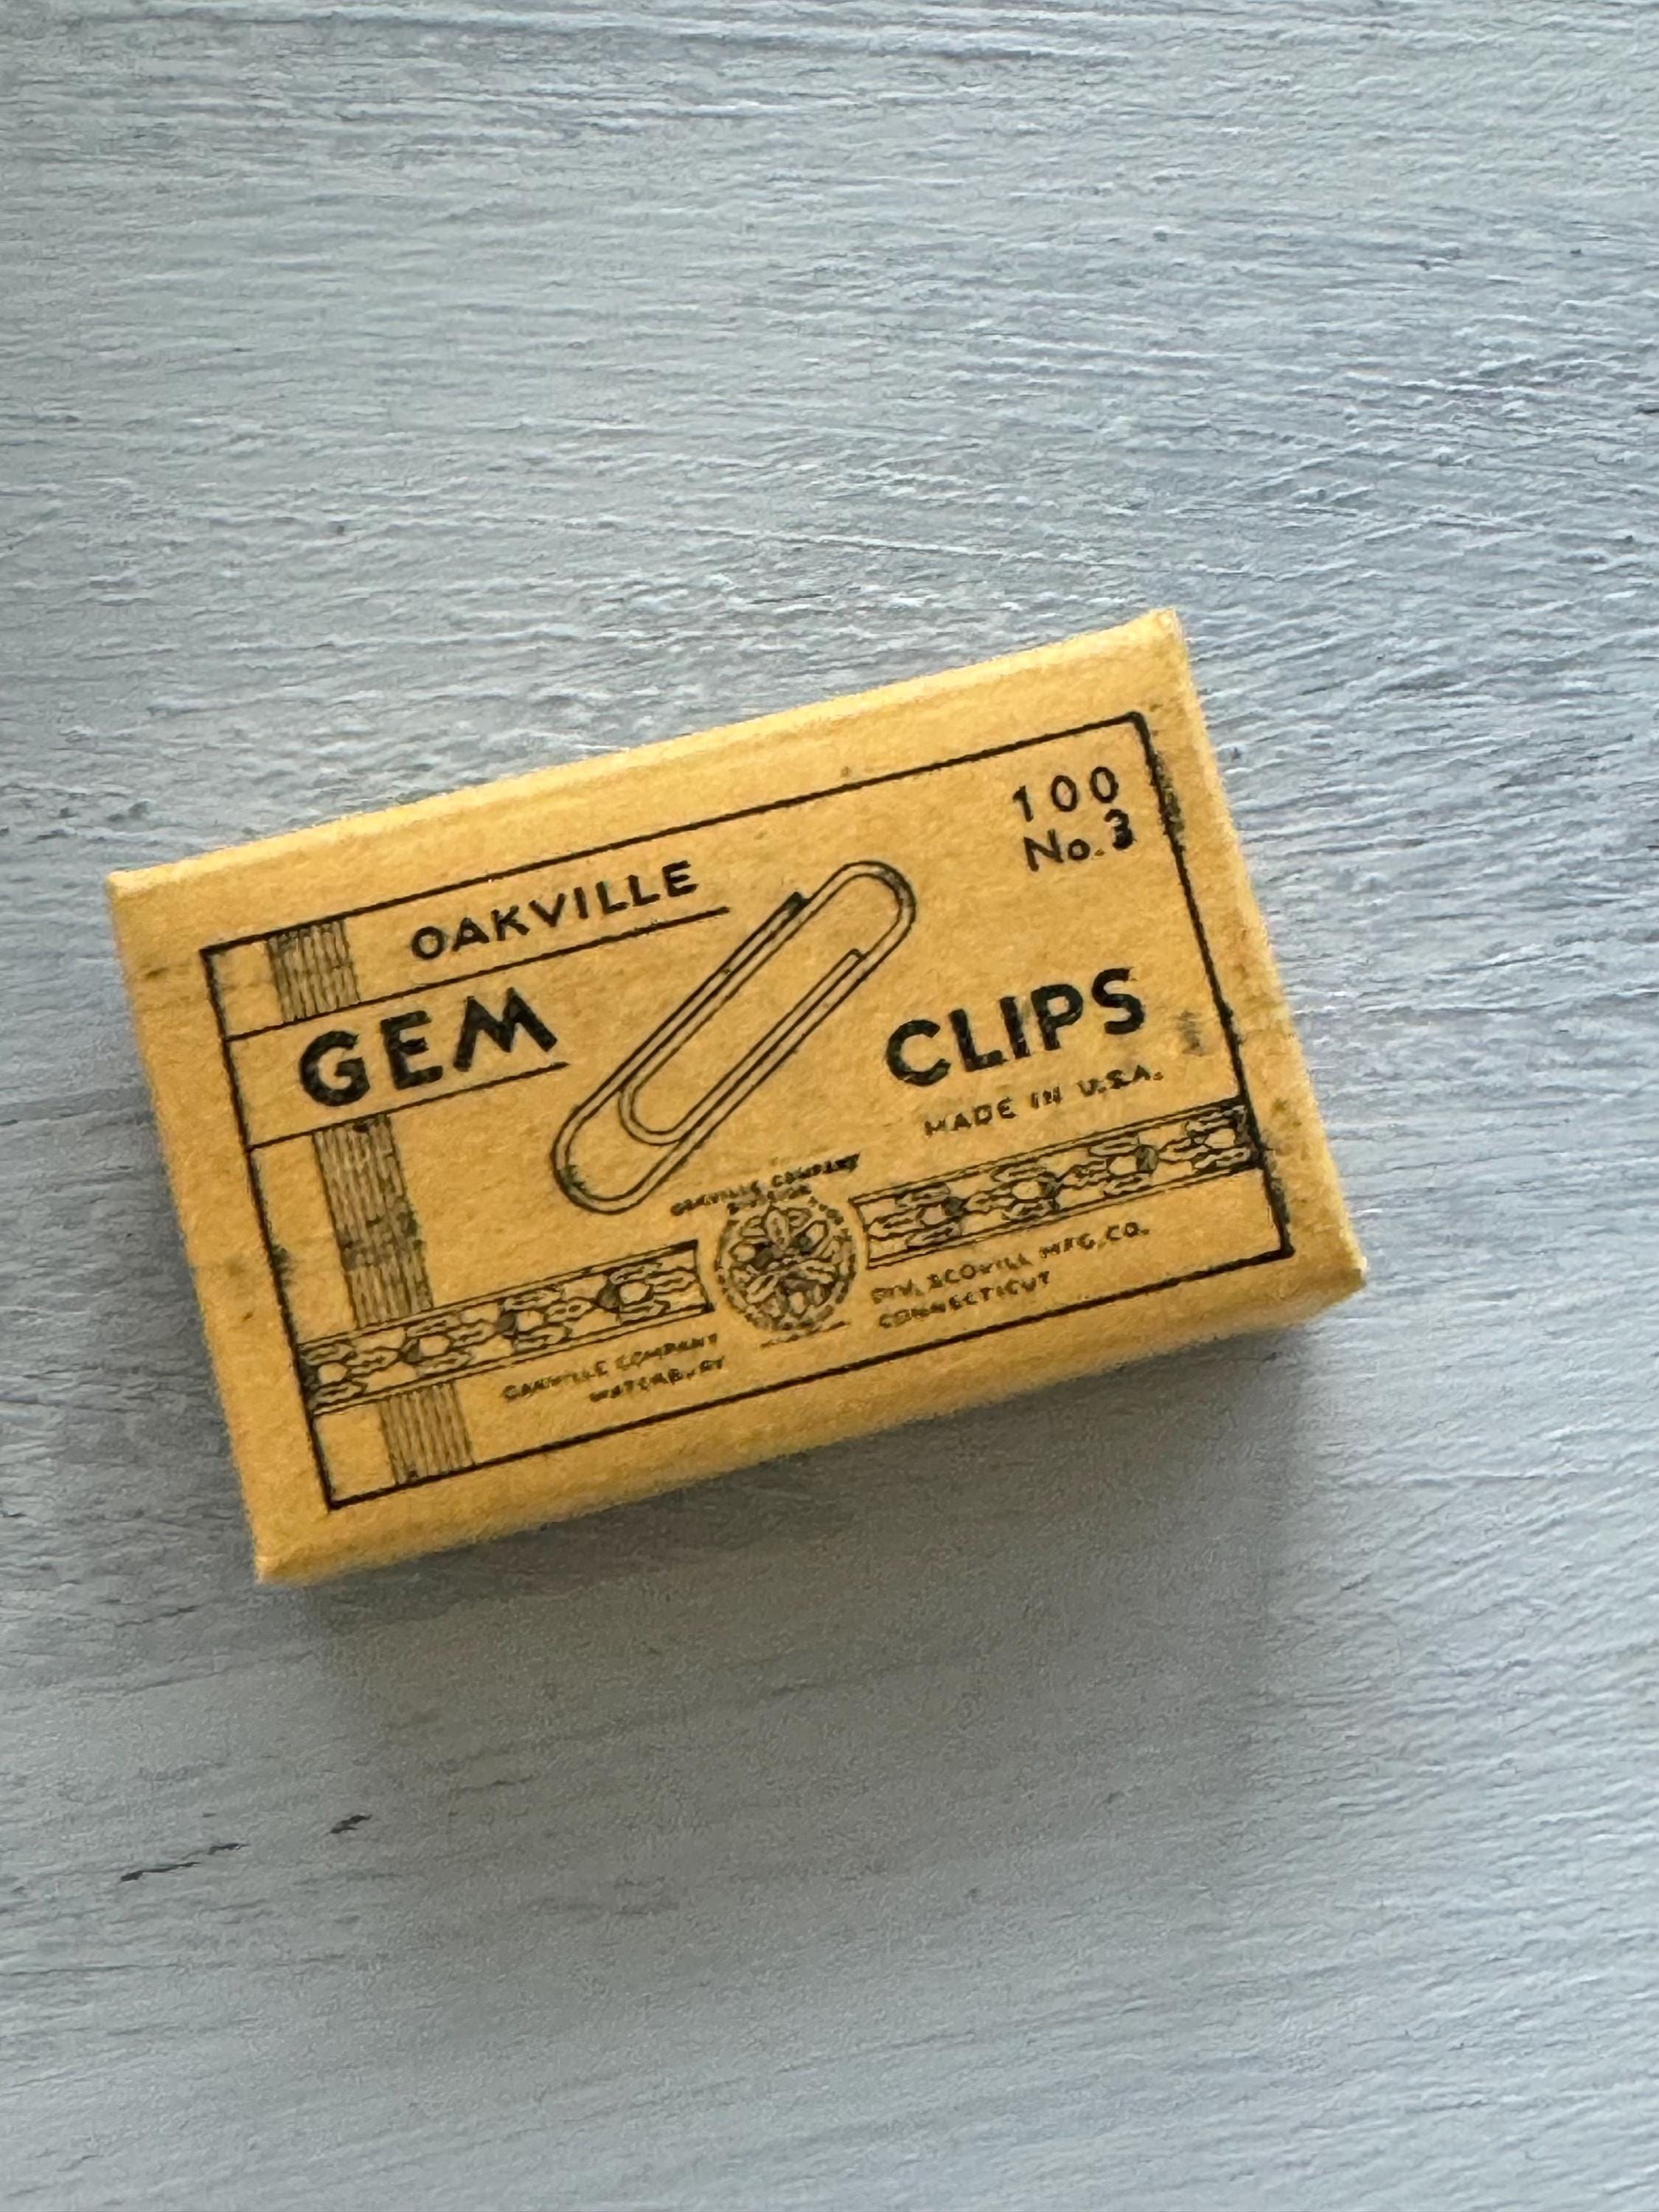 100
No. 3
OAKVILLE
GEM CLIPS
MADE IN U.S.A.
OAKVILLE COMPANY
DIVISION
OAKVILLE COMPANY DIV. SCOVILL MFG. CO.
WATERBURY CONNECTICUT